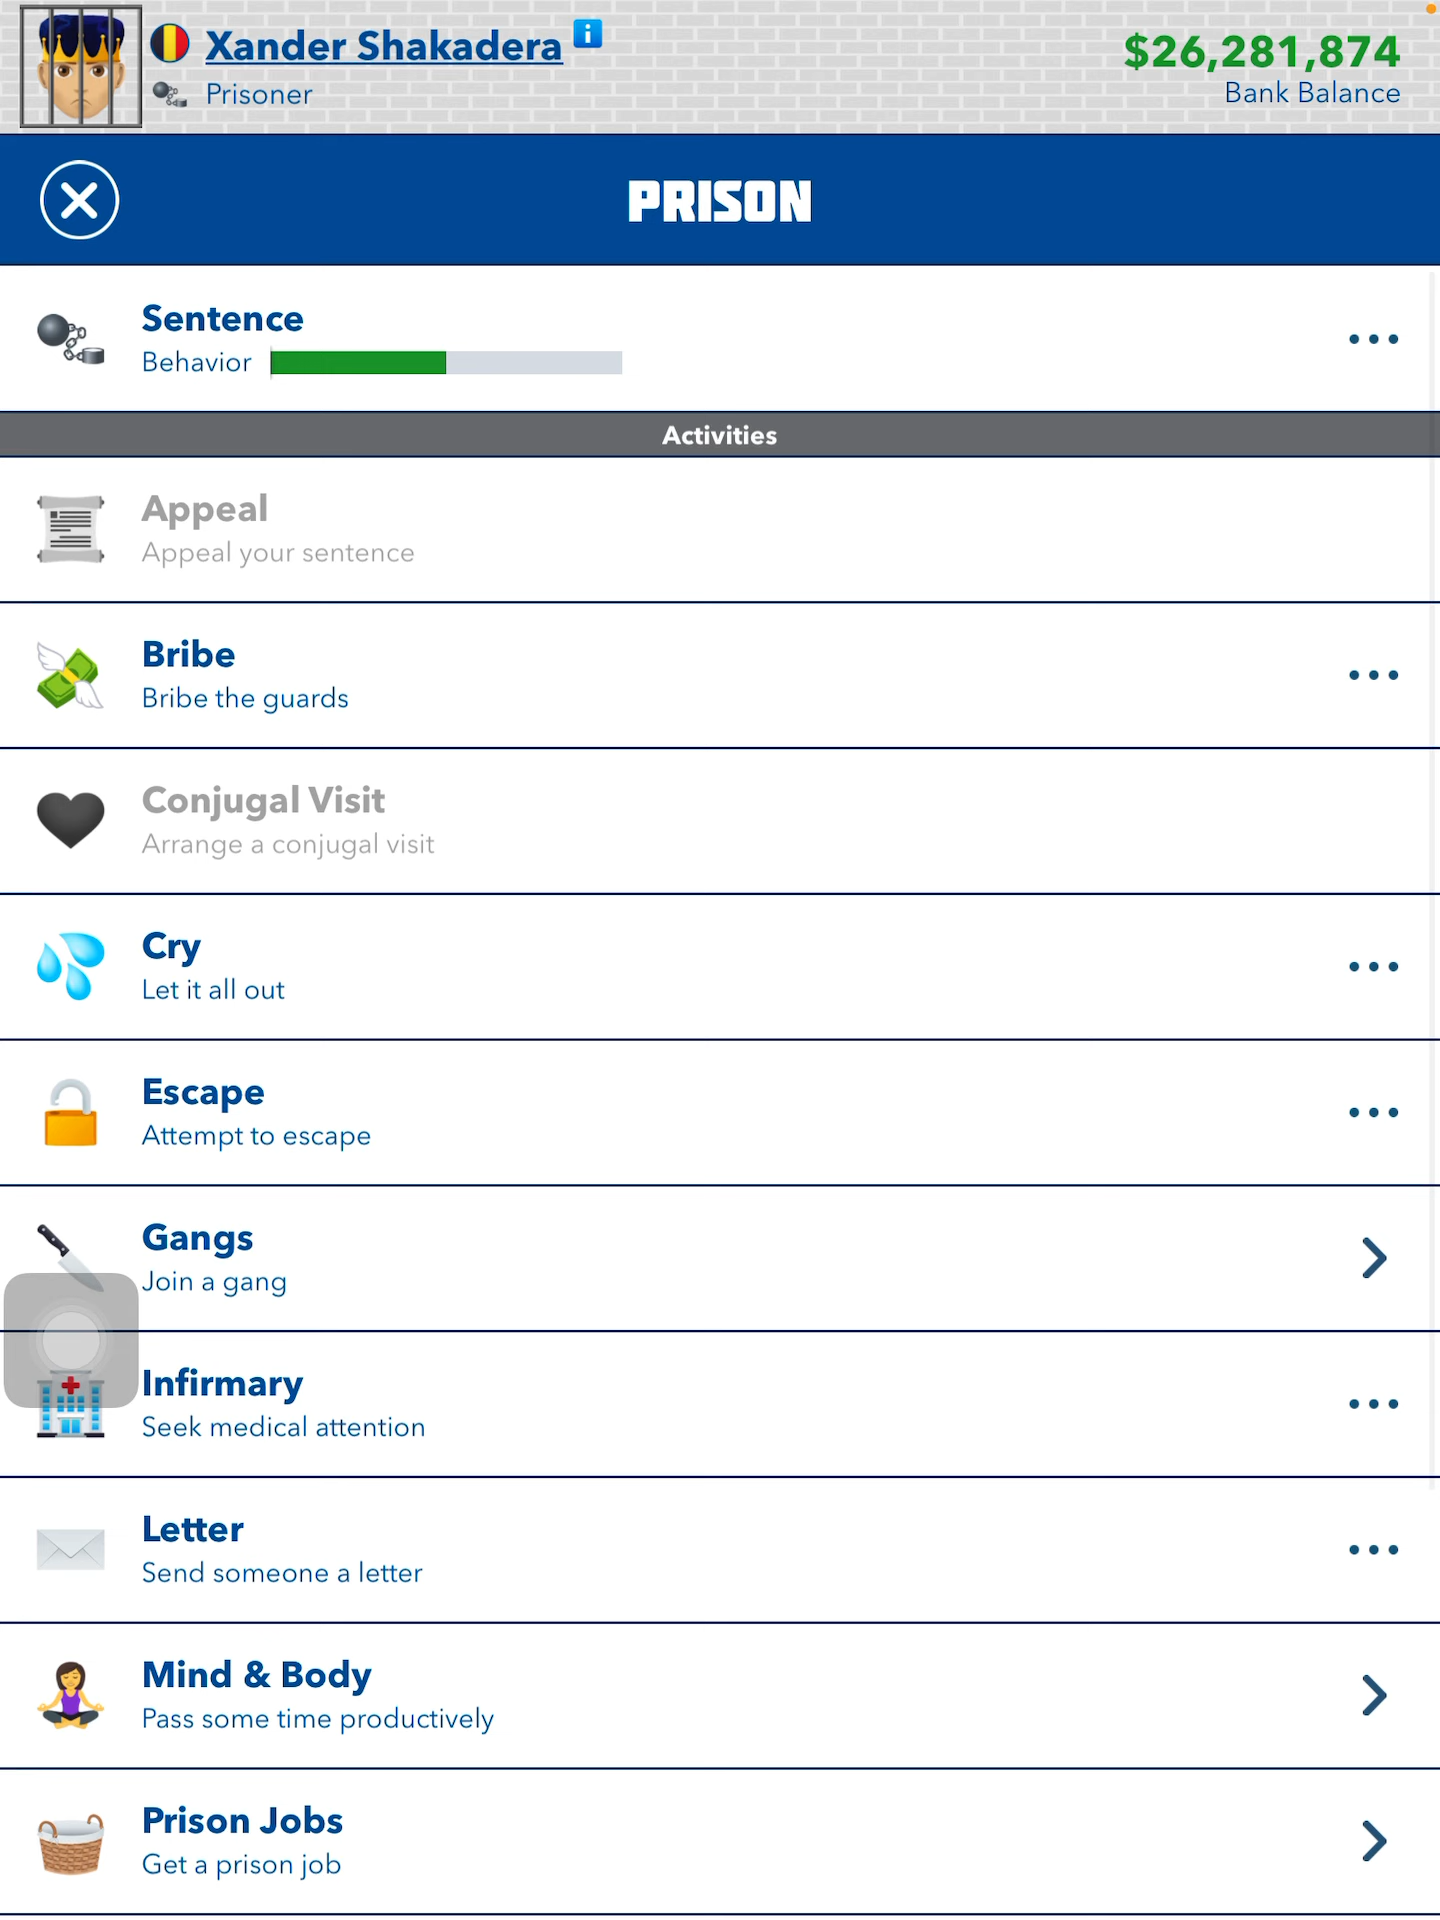 Xander Shakadera
$26,281,874
Prisoner
Bank Balance
PRISON
Sentence
Behavior
Activities
Appeal
Appeal your sentence
Bribe
Bribe the guards
Conjugal Visit
Arrange a conjugal visit
Cry
Let it all out
Escape
Attempt to escape
Gangs
Join a gang
Infirmary
Seek medical attention
Letter
Send someone a letter
Mind & Body
Pass some time productively
Prison Jobs
Get a prison job